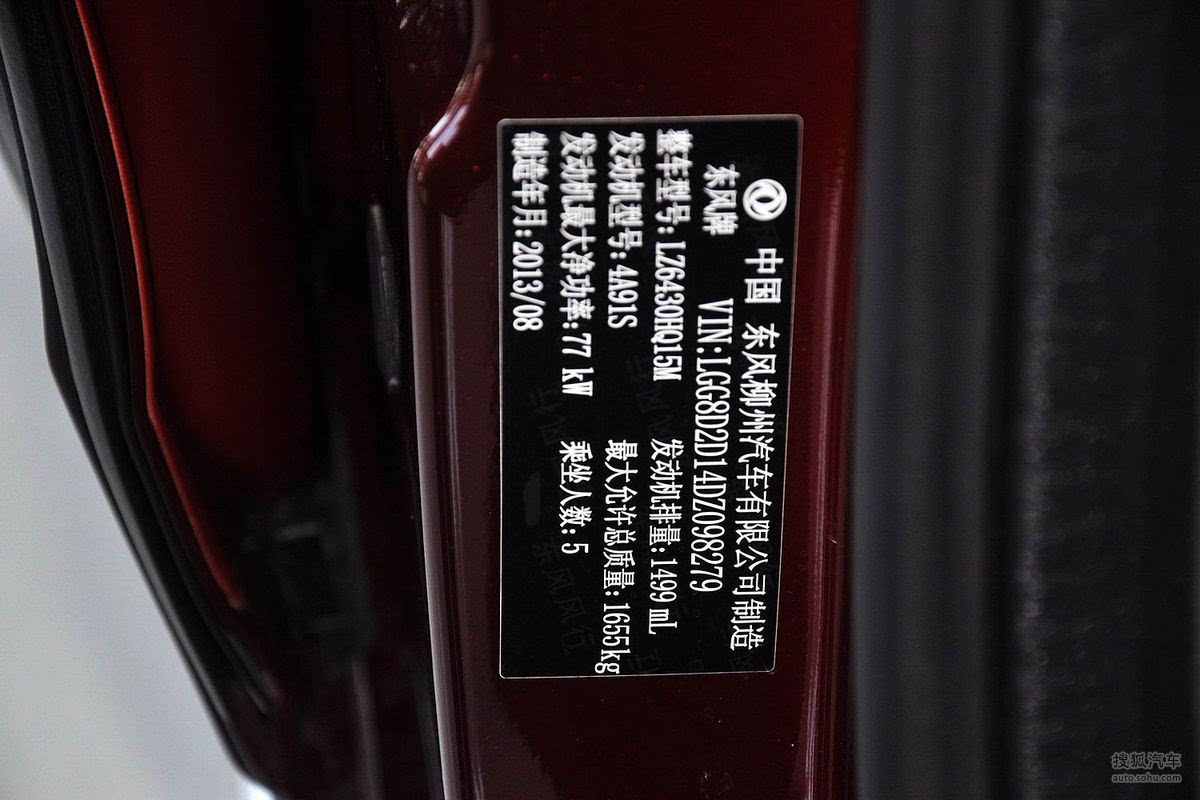 中国 东风柳州汽车有限公司制造
东风牌 VIN:LGG8D2D14DZ098279
整车型号:LZ6430HQ15M 发动机排量:1499 mL
发动机型号:4A91S 最大允许总质量:1655kg
发动机最大净功率:77 kW 乘坐人数:5
制造年月:2013/08
搜狐汽车
auto.sohu.com